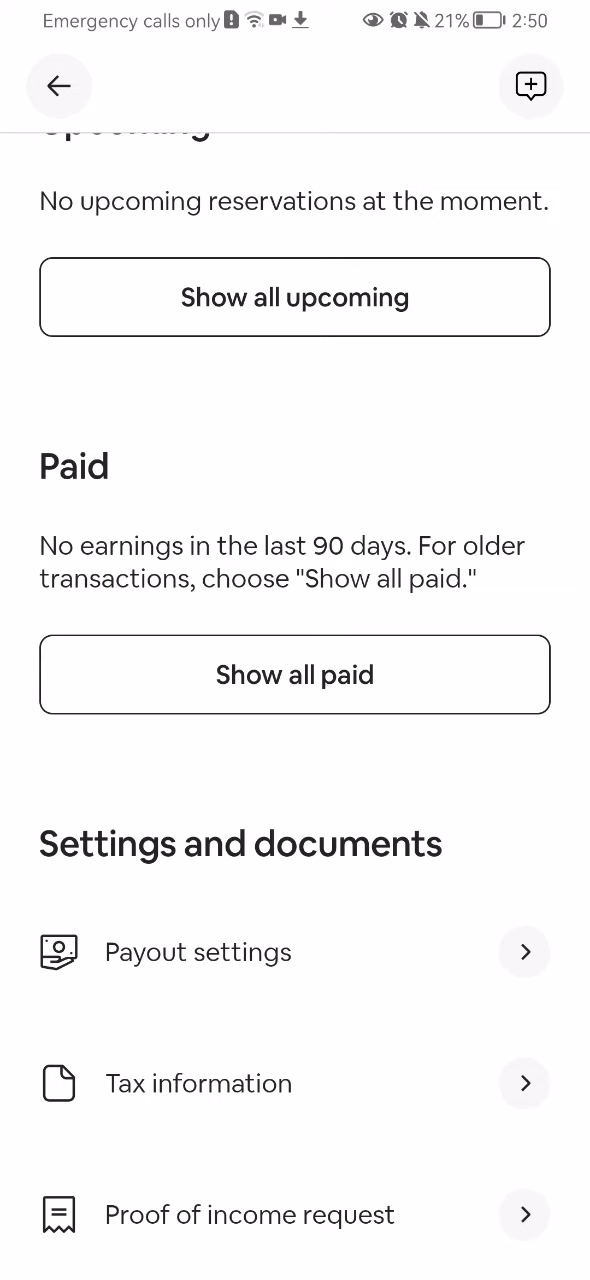 Emergency calls only 21% 2:50
No upcoming reservations at the moment.
Show all upcoming
Paid
No earnings in the last 90 days. For older
transactions, choose "Show all paid."
Show all paid
Settings and documents
Payout settings
Tax information
Proof of income request